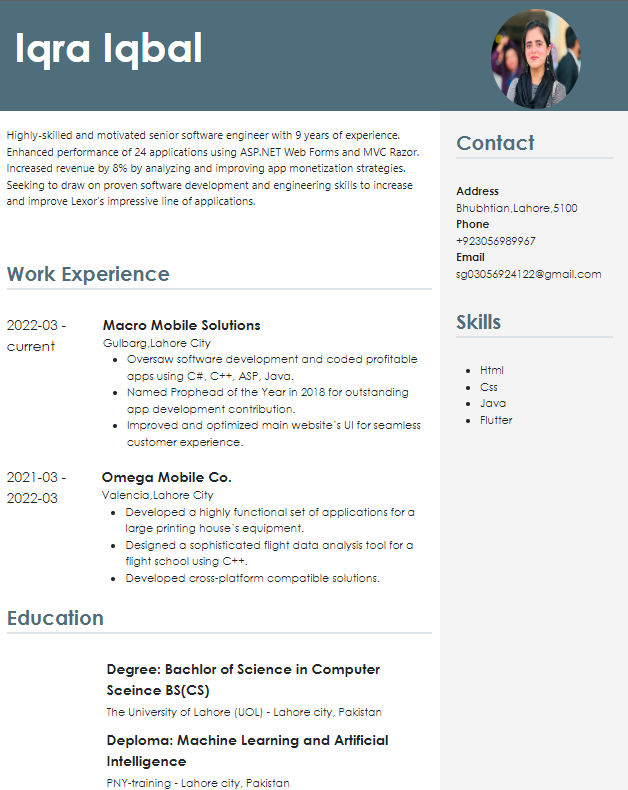 Iqra Iqbal
Highly-skilled and motivated senior software engineer with 9 years of experience.
Enhanced performance of 24 applications using ASP.NET Web Forms and MVC Razor.
Increased revenue by 8% by analyzing and improving app monetization strategies.
Seeking to draw on proven software development and engineering skills to increase
and improve Lexor's impressive line of applications.
Work Experience
2022-03 -
current
Macro Mobile Solutions
Gulbarg,Lahore City
• Oversaw software development and coded profitable
apps using C#, C++, ASP, Java.
• Named Prophead of the Year in 2018 for outstanding
app development contribution.
• Improved and optimized main website`s UI for seamless
customer experience.
2021-03 -
2022-03
Omega Mobile Co.
Valencia,Lahore City
• Developed a highly functional set of applications for a
large printing house`s equipment.
• Designed a sophisticated flight data analysis tool for a
flight school using C++.
• Developed cross-platform compatible solutions.
Education
Degree: Bachlor of Science in Computer
Sceince BS(CS)
The University of Lahore (UOL) - Lahore city, Pakistan
Deploma: Machine Learning and Artificial
Intelligence
PNY-training - Lahore city, Pakistan
Contact
Address
Bhubhtian,Lahore,5100
Phone
+923056989967
Email
sg03056924122@gmail.com
Skills
• Html
• Css
• Java
• Flutter